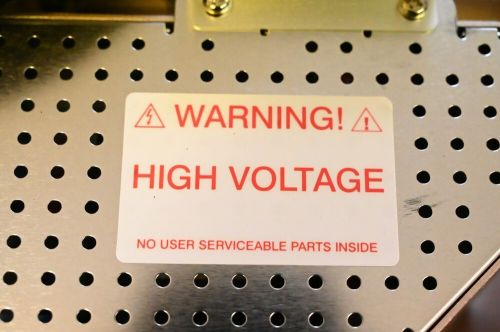 WARNING!
HIGH VOLTAGE
NO USER SERVICEABLE PARTS INSIDE